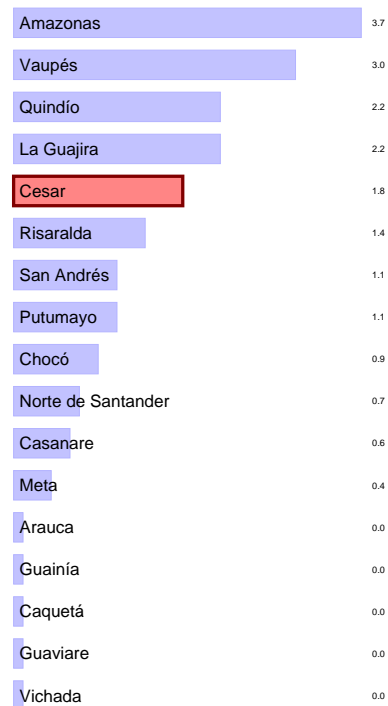 Amazonas 3.7
Vaupés 3.0
Quindío 2.2
La Guajira 2.2
Cesar 1.8
Risaralda 1.4
San Andrés 1.1
Putumayo 1.1
Chocó 0.9
Norte de Santander 0.7
Casanare 0.6
Meta 0.4
Arauca 0.0
Guainía 0.0
Caquetá 0.0
Guaviare 0.0
Vichada 0.0